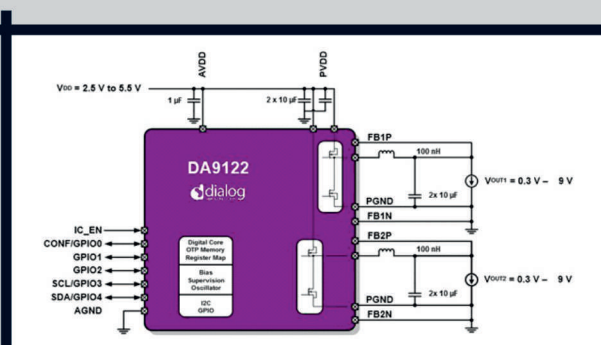 AVDD
PVDD
VDD = 2.5 V to 5.5 V
1 µF
2 x 10 µF
FB1P
100 nH
DA9122
dialog
VOUT1 = 0.3 V – 9 V
2x 10 µF
PGND
FB1N
IC_EN
FB2P
CONF/GPIO0
Digital Core
OTP Memory
Register Map
100 nH
GPIO1
GPIO2
Bias
Supervision
Oscillator
VOUT2 = 0.3 V – 9 V
SCL/GPIO3
2x 10 µF
SDA/GPIO4
I2C
GPIO
PGND
AGND
FB2N